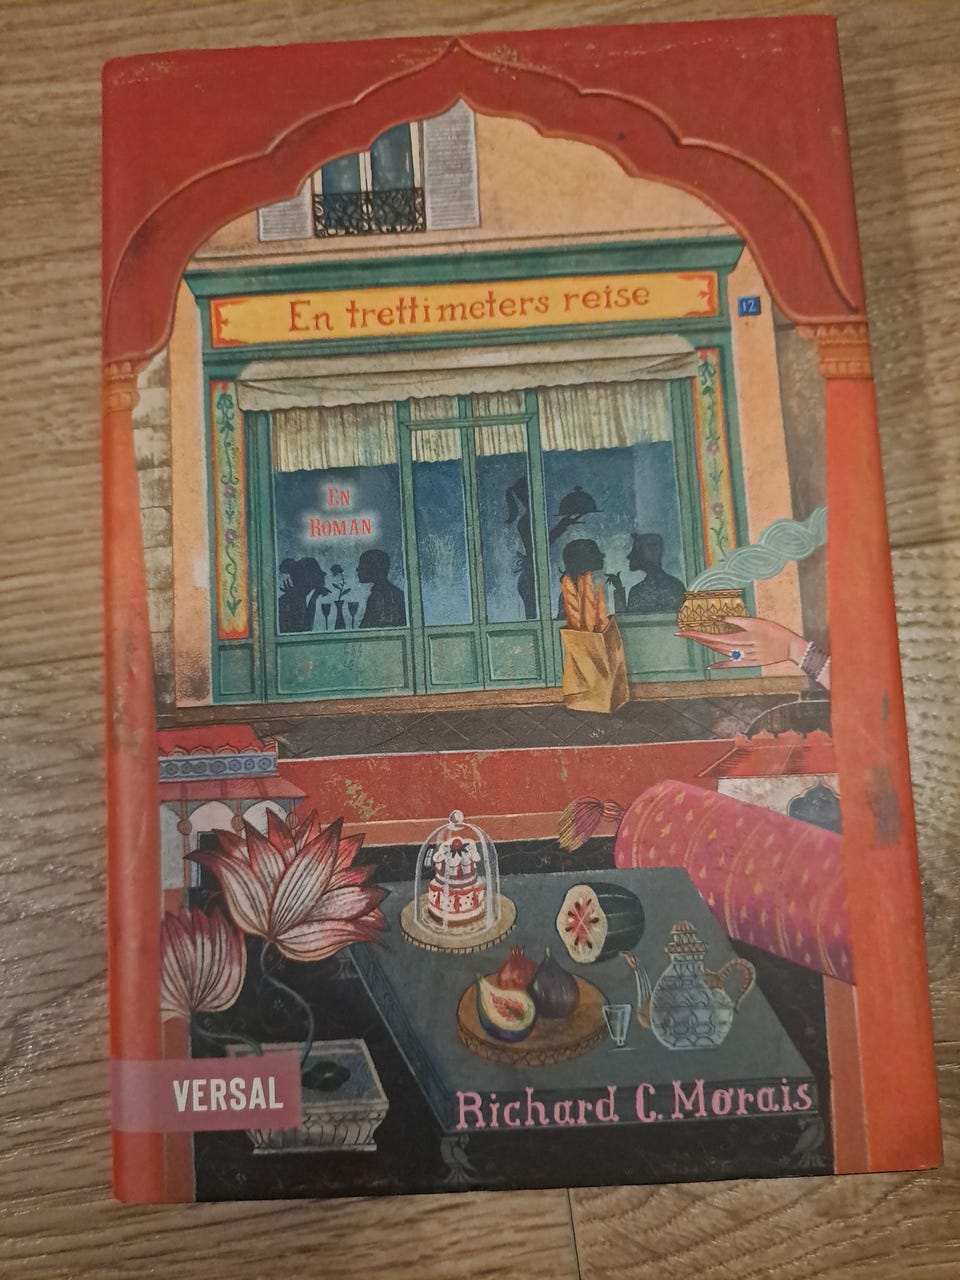 En trettimeters reise
12
EN
ROMAN
VERSAL
Richard C. Morais